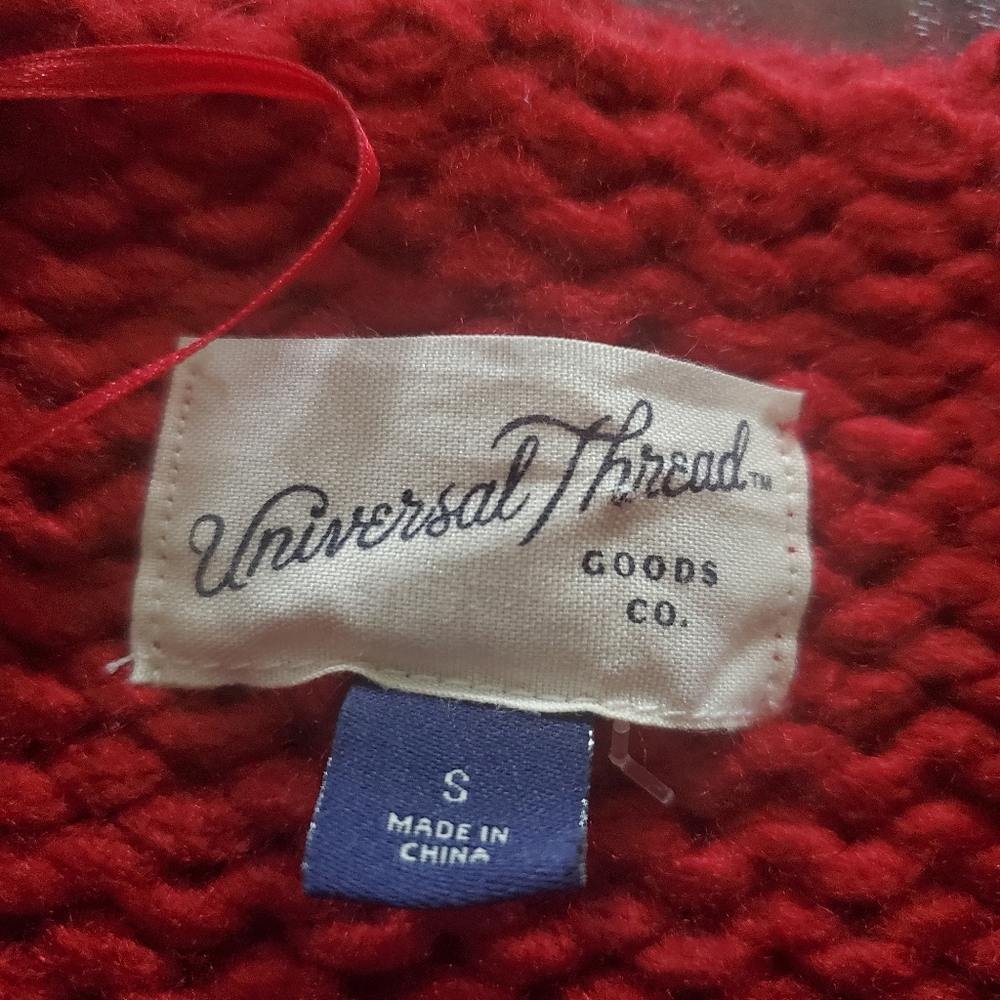 Universal Thread™
GOODS
CO.
S
MADE IN
CHINA